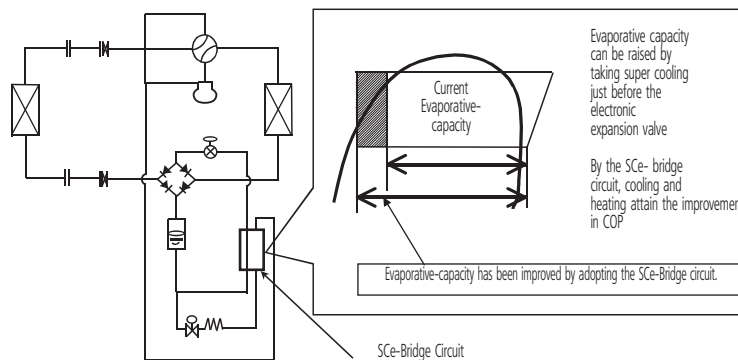 Current
Evaporative-
capacity
Evaporative capacity
can be raised by
taking super cooling
just before the
electronic
expansion valve
By the SCe- bridge
circuit, cooling and
heating attain the improvement
in COP
Evaporative-capacity has been improved by adopting the SCe-Bridge circuit.
SCe-Bridge Circuit